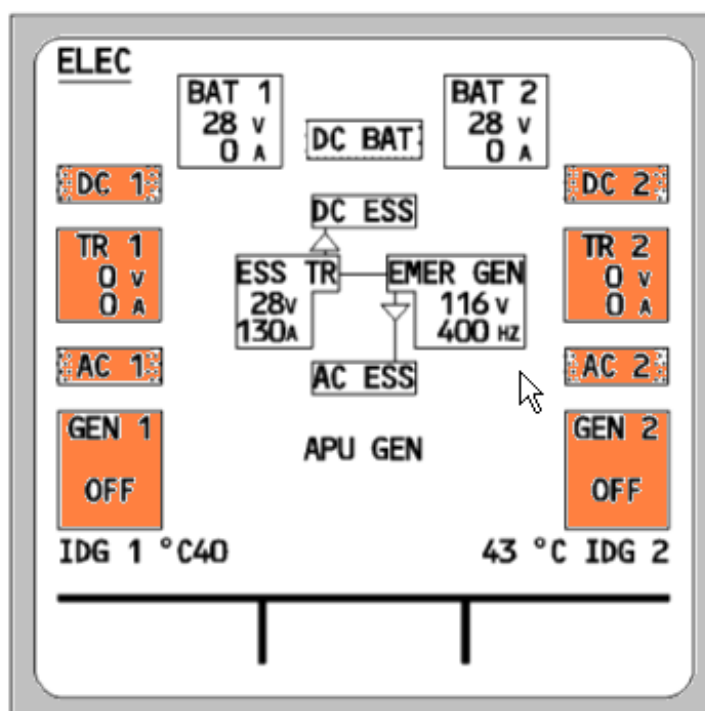 ELEC
BAT 1
28 V
0 A
DC BAT
BAT 2
28 V
0 A
DC 1
DC ESS
DC 2
TR 1
0 V
0 A
ESS TR
28V
130A
EMER GEN
116 V
400 HZ
TR 2
0 V
0 A
AC 1
AC ESS
AC 2
GEN 1
OFF
APU GEN
GEN 2
OFF
IDG 1 °C40
43 °C IDG 2